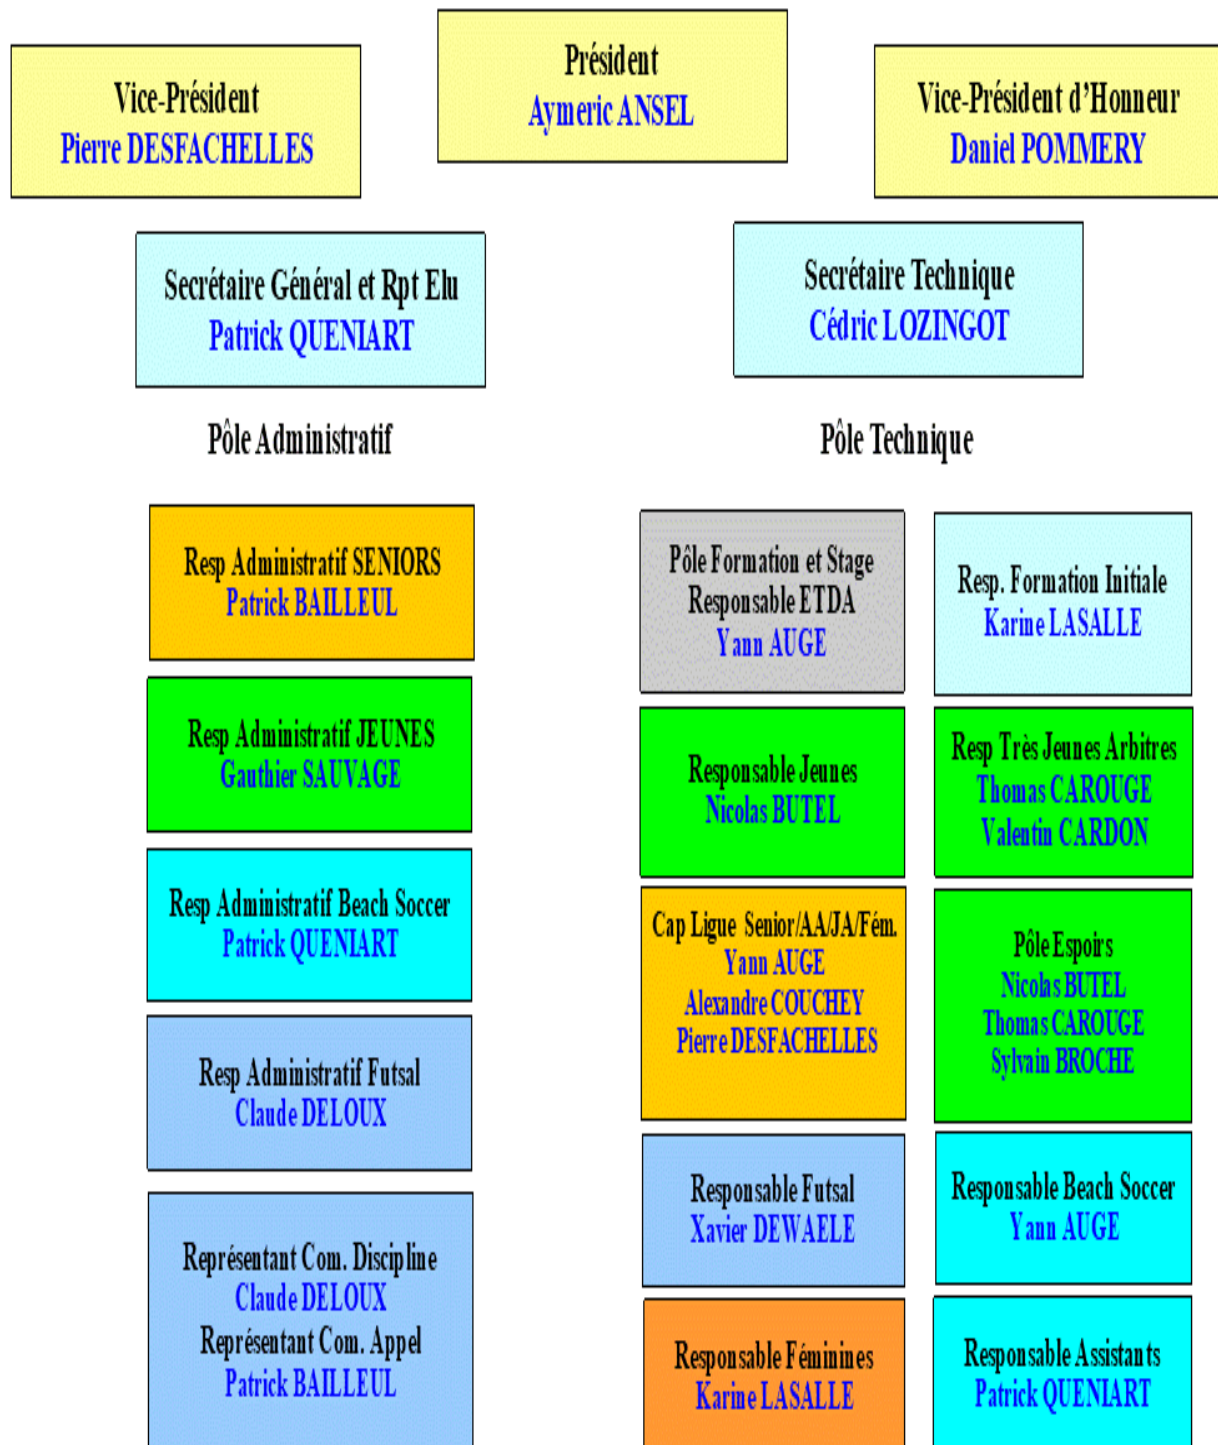 Président
Aymeric ANSEL
Vice-Président
Pierre DESFACHELLES
Vice-Président d’Honneur
Daniel POMMERY
Secrétaire Général et Rpt Elu
Patrick QUENIART
Secrétaire Technique
Cédric LOZINGOT
Pôle Administratif
Resp Administratif SENIORS
Patrick BAILLEUL
Resp Administratif JEUNES
Gauthier SAUVAGE
Resp Administratif Beach Soccer
Patrick QUENIART
Resp Administratif Futsal
Claude DELOUX
Représentant Com. Discipline
Claude DELOUX
Représentant Com. Appel
Patrick BAILLEUL
Pôle Technique
Pôle Formation et Stage
Responsable ETDA
Yann AUGE
Resp. Formation Initiale
Karine LASALLE
Responsable Jeunes
Nicolas BUTEL
Resp Très Jeunes Arbitres
Thomas CAROUGE
Valentin CARDON
Cap Ligue Senior/AA/JA/Fém.
Yann AUGE
Alexandre COUCHEY
Pierre DESFACHELLES
Pôle Espoirs
Nicolas BUTEL
Thomas CAROUGE
Sylvain BROCHE
Responsable Futsal
Xavier DEWAELE
Responsable Beach Soccer
Yann AUGE
Responsable Féminines
Karine LASALLE
Responsable Assistants
Patrick QUENIART